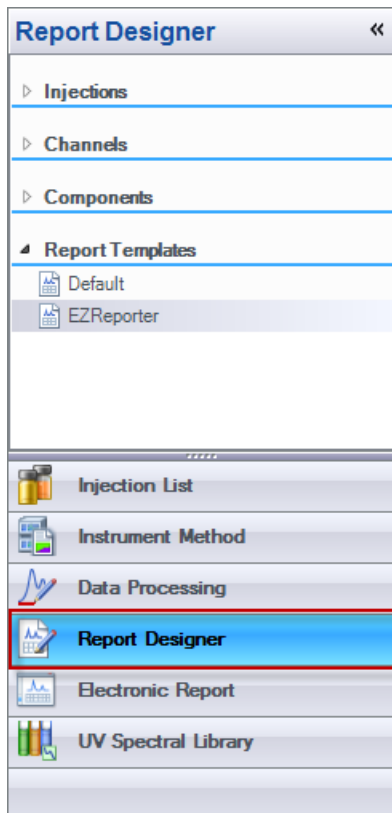 Report Designer «
Injections
Channels
Components
Report Templates
Default
EZReporter
Injection List
Instrument Method
Data Processing
Report Designer
Electronic Report
UV Spectral Library